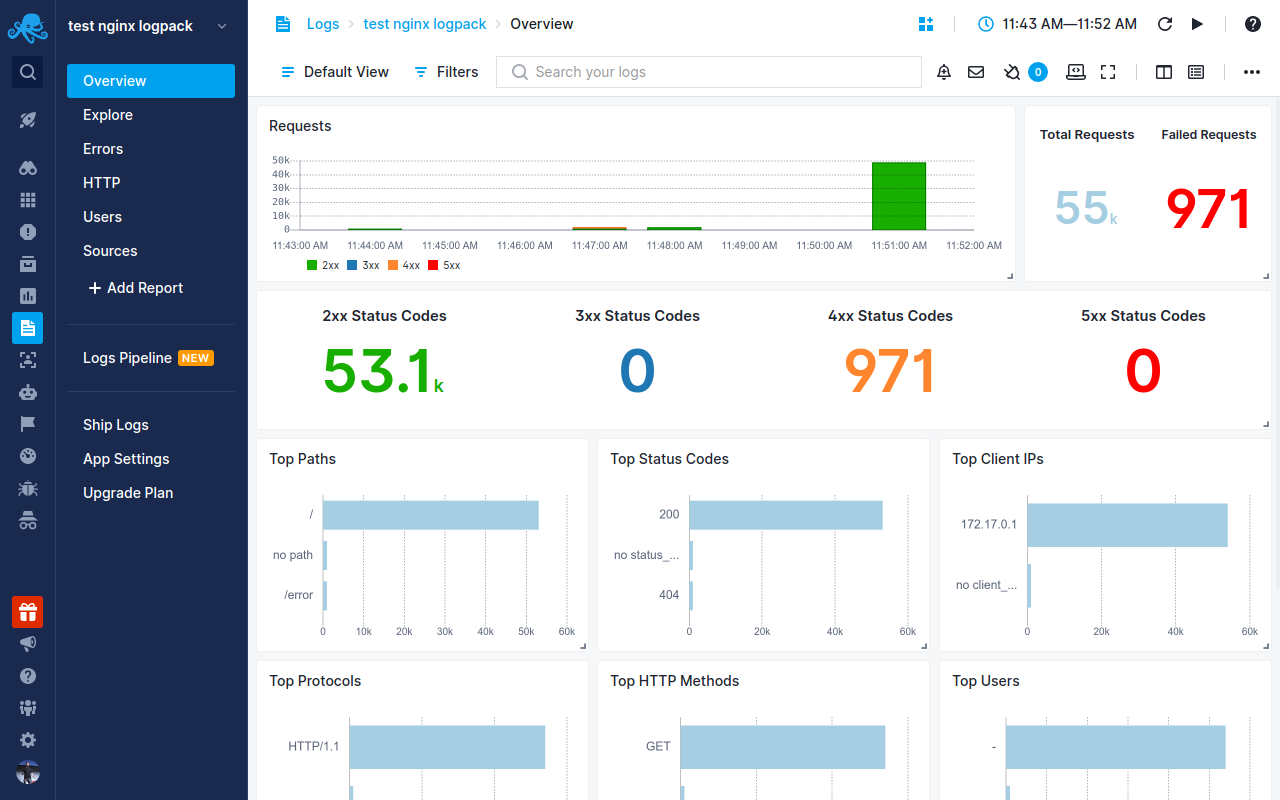 test nginx logpack
Overview
Explore
Errors
HTTP
Users
Sources
Add Report
Logs Pipeline NEW
Ship Logs
App Settings
Upgrade Plan
Logs test nginx logpack Overview
11:43 AM—11:52 AM
Default View Filters Search your logs 0
Requests
50k
40k
30k
20k
10k
0
11:43:00 AM 11:44:00 AM 11:45:00 AM 11:46:00 AM 11:47:00 AM 11:48:00 AM 11:49:00 AM 11:50:00 AM 11:51:00 AM 11:52:00 AM
2xx 3xx 4xx 5xx
Total Requests Failed Requests
55k 971
2xx Status Codes 3xx Status Codes 4xx Status Codes 5xx Status Codes
53.1k 0 971 0
Top Paths
/
no path
/error
0 10k 20k 30k 40k 50k 60k
Top Status Codes
200
no status_...
404
0 20k 40k 60k
Top Client IPs
172.17.0.1
no client_...
0 20k 40k 60k
Top Protocols
HTTP/1.1
Top HTTP Methods
GET
Top Users
-